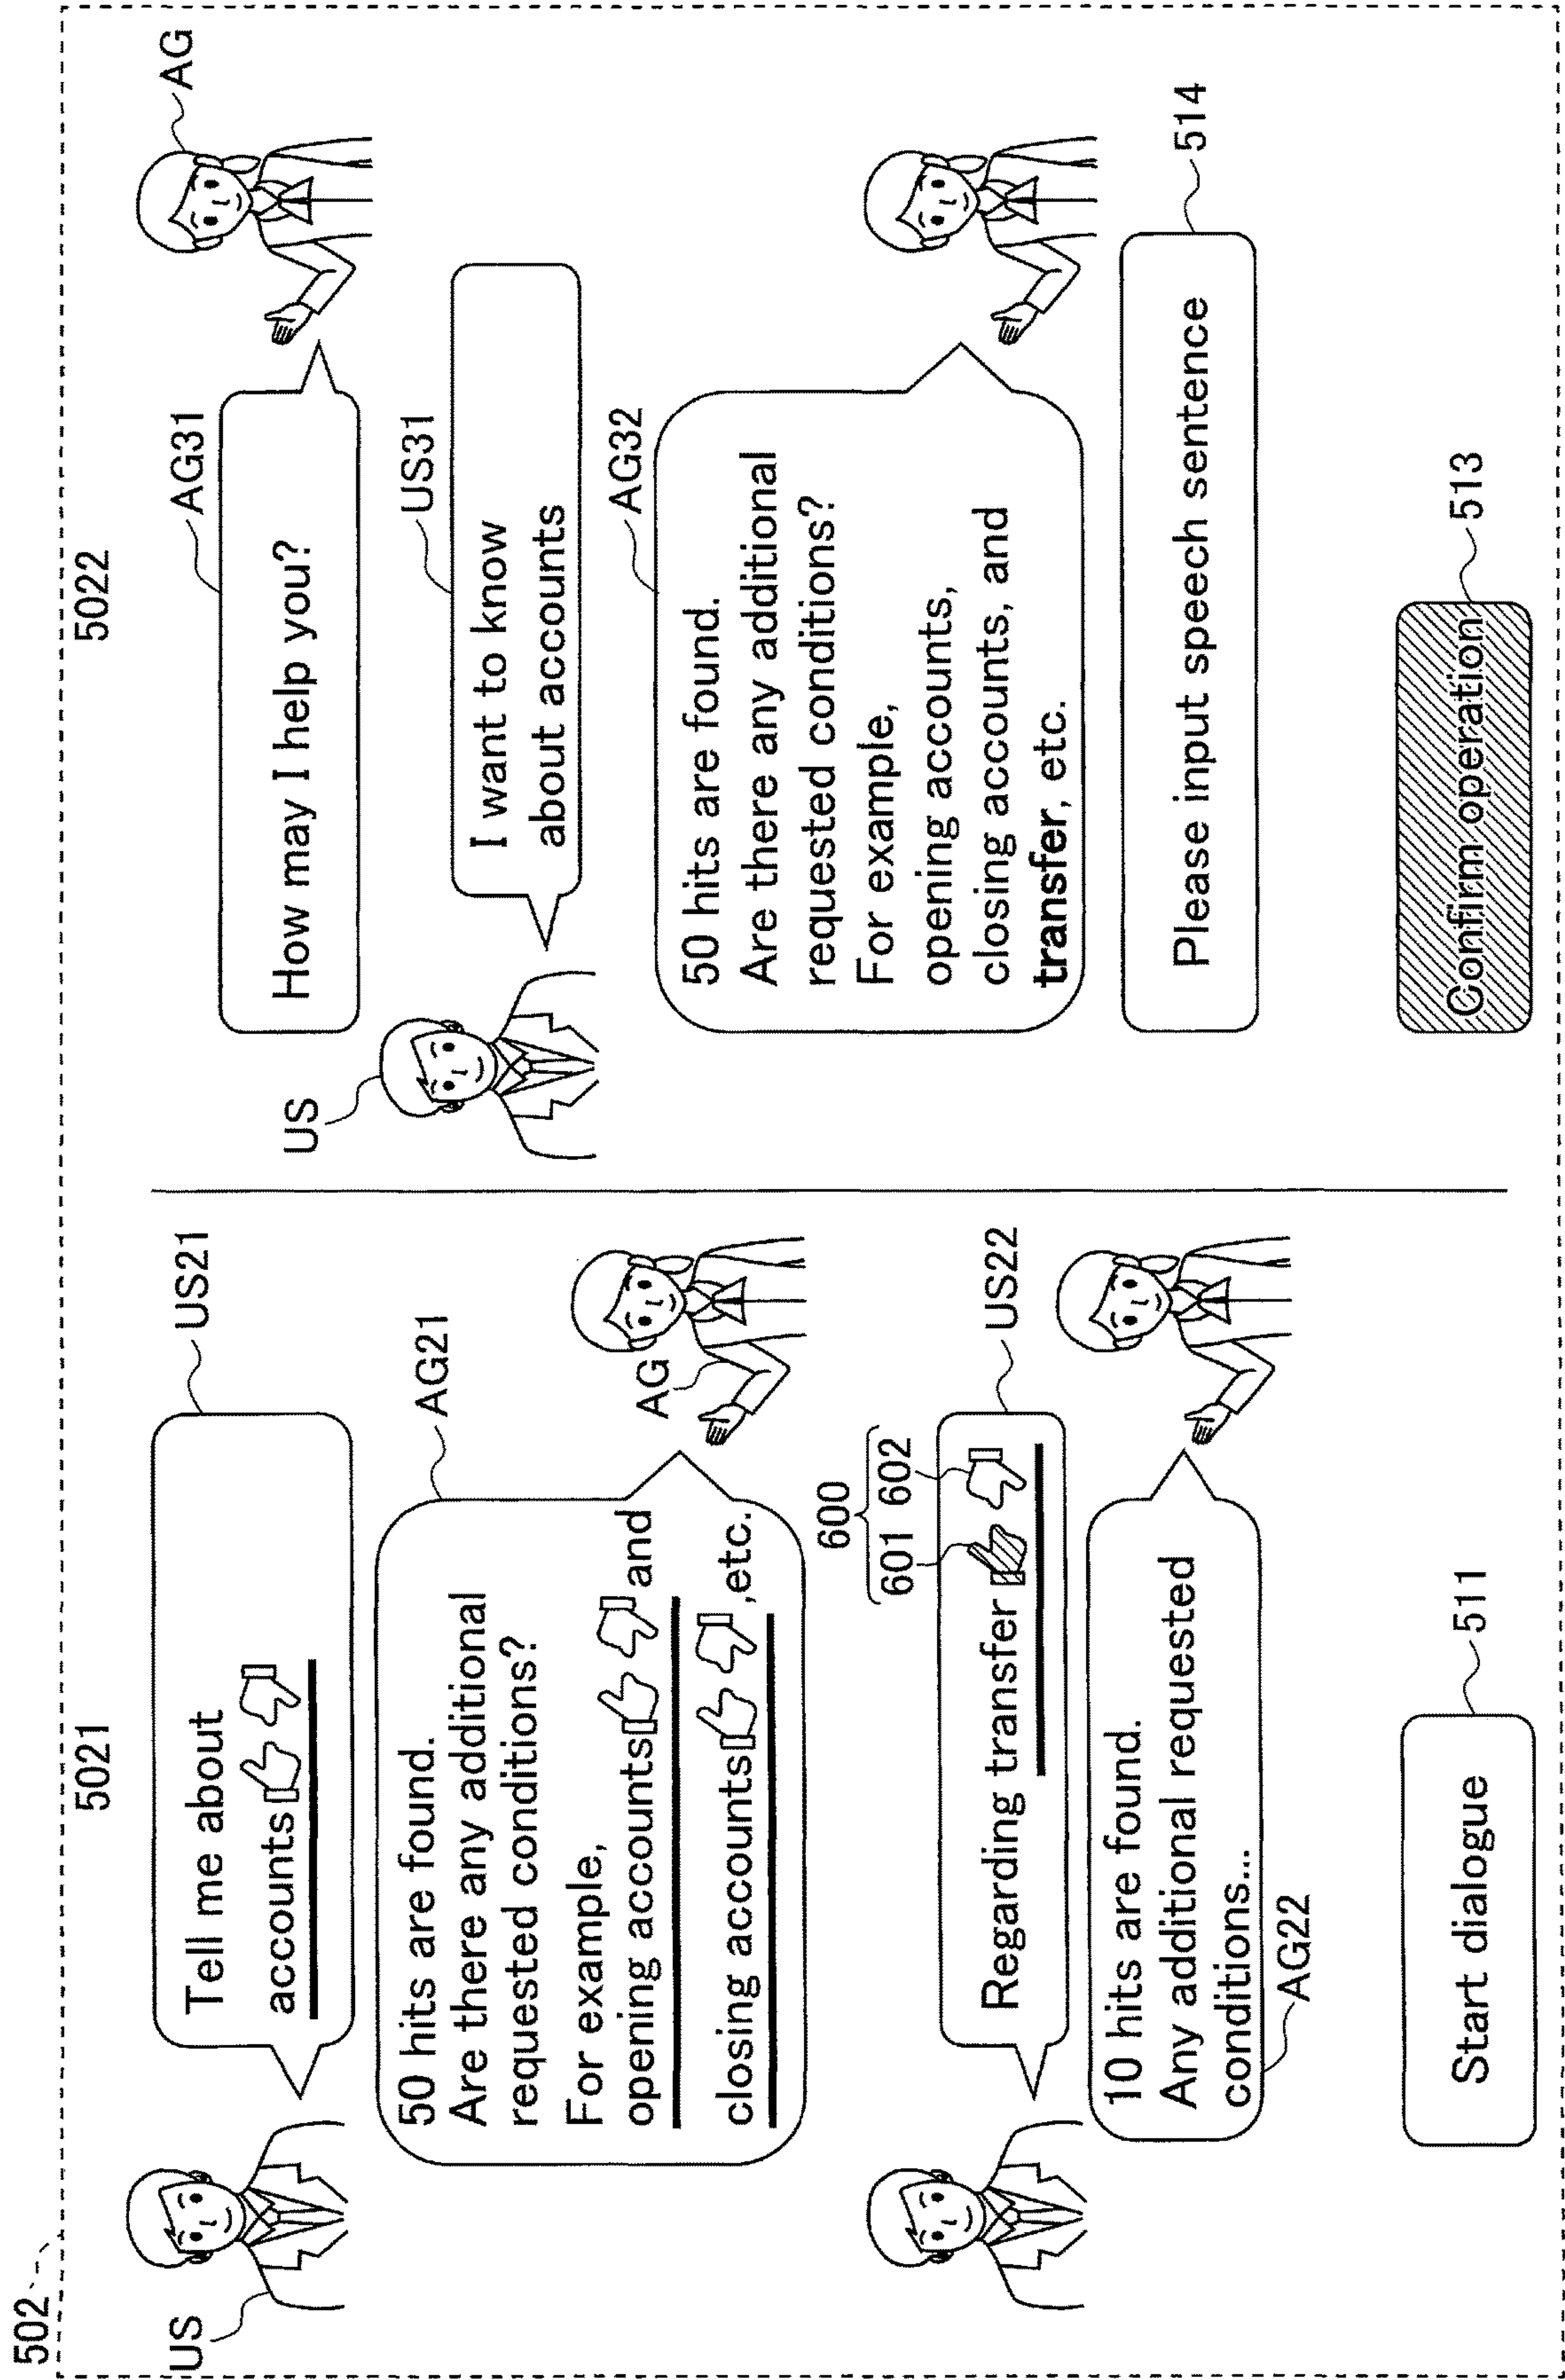 502
5021
US
Tell me about
accounts
US21
50 hits are found.
Are there any additional
requested conditions?
For example,
opening accounts and
closing accounts ,etc.
AG21
AG
600
601 602
Regarding transfer
US22
10 hits are found.
Any additional requested
conditions...
AG22
Start dialogue
511
5022
How may I help you?
AG31
AG
US
I want to know
about accounts
US31
50 hits are found.
Are there any additional
requested conditions?
For example,
opening accounts,
closing accounts, and
transfer, etc.
AG32
Please input speech sentence
514
Confirm operation
513